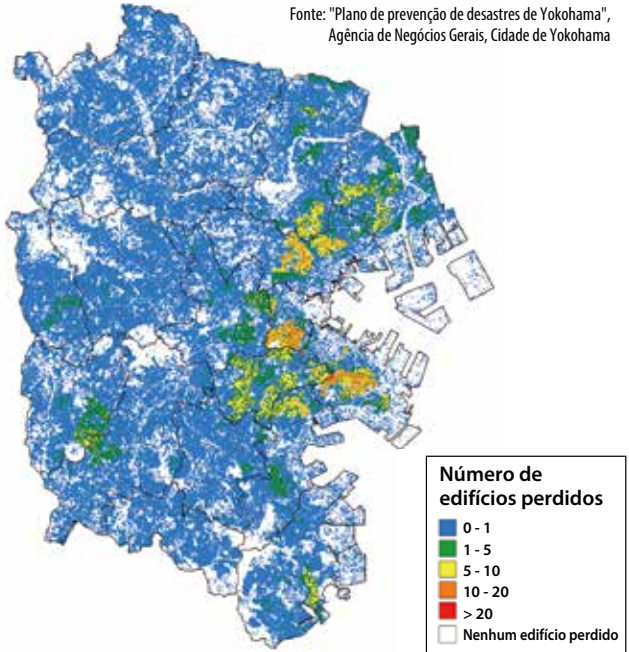 Fonte: "Plano de prevenção de desastres de Yokohama",
Agência de Negócios Gerais, Cidade de Yokohama
Número de
edifícios perdidos
0 - 1
1 - 5
5 - 10
10 - 20
> 20
Nenhum edifício perdido